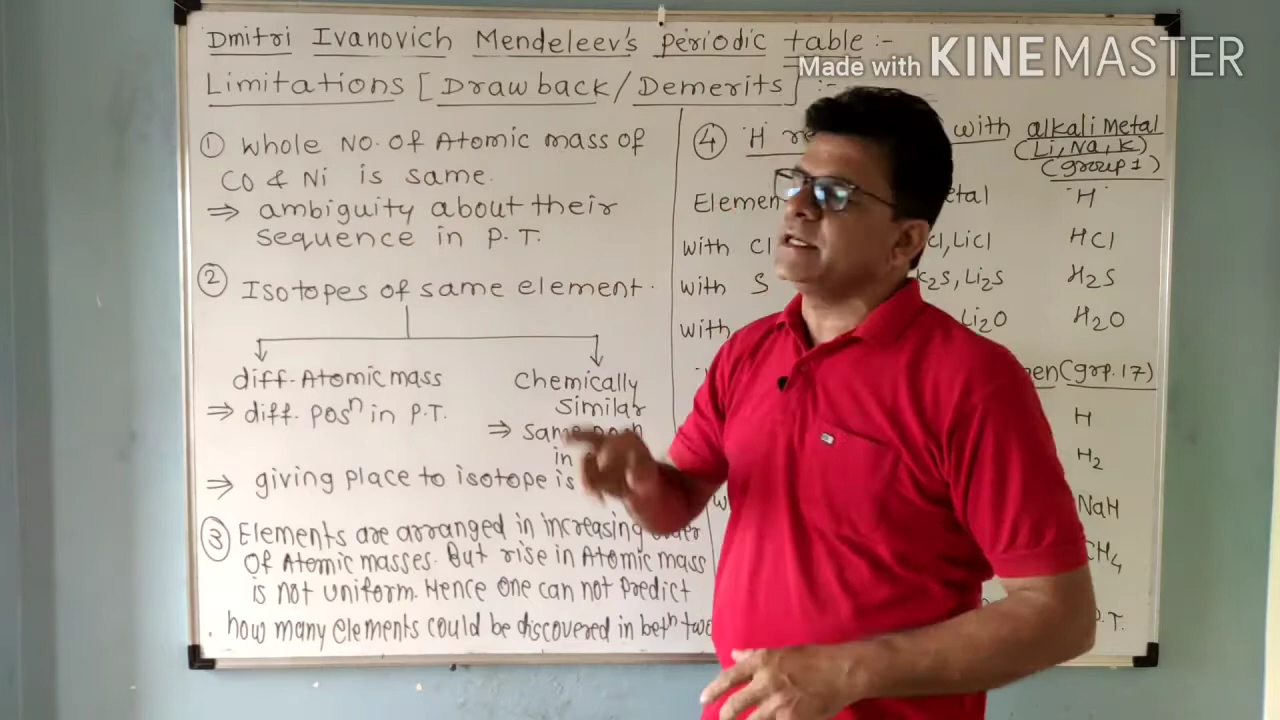 Dmitri Ivanovich Mendeleev's periodic table :-
Made with KINEMASTER
Limitations [Drawback/Demerits] :-
① Whole No. of Atomic mass of
Co & Ni is same.
⇒ ambiguity about their
sequence in P.T.
② Isotopes of same element.
diff. Atomic mass
⇒ diff. posⁿ in P.T.
Chemically
Similar
⇒ same
in
⇒ giving place to isotope is
③ Elements are arranged in increasing order
of Atomic masses. But rise in Atomic mass
is not uniform. Hence one can not predict
how many elements could be discovered in betⁿ two
④ H with alkali Metal
(Li, Na, K)
(group 1)
H
with Cl Cl, LiCl HCl
with S K₂S, Li₂S H₂S
with Li₂O H₂O
(grp. 17)
H
H₂
NaH
CH₄
P.T.